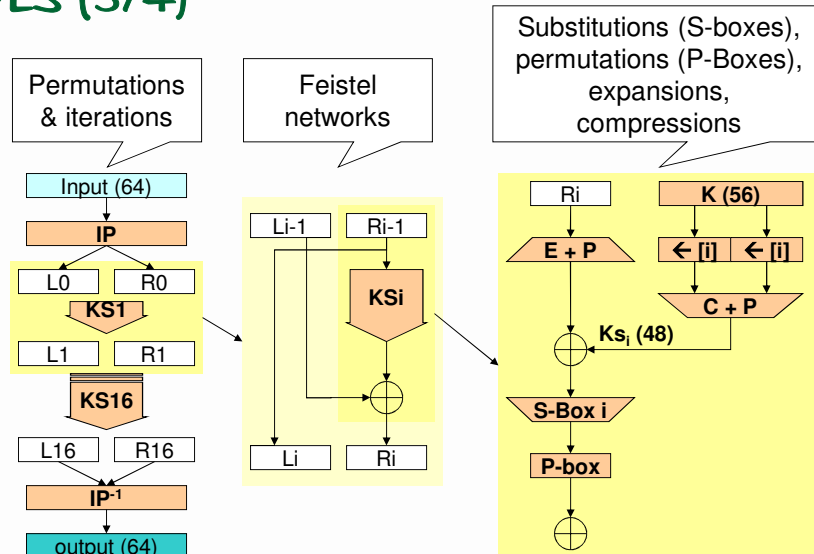 DES (3/4)
Permutations
& iterations
Feistel
networks
Substitutions (S-boxes),
permutations (P-Boxes),
expansions,
compressions
Input (64)
IP
L0 R0
KS1
L1 R1
KS16
L16 R16
IP-1
output (64)
Li-1 Ri-1
KSi
Li Ri
Ri K (56)
E + P ← [i] ← [i]
C + P
Ksi (48)
S-Box i
P-box